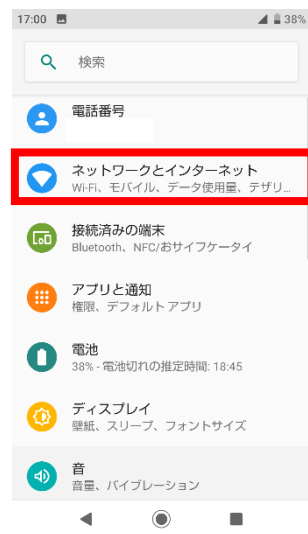 17:00 38%
検索
電話番号
ネットワークとインターネット
Wi-Fi、モバイル、データ使用量、テザリ...
接続済みの端末
Bluetooth、NFC/おサイフケータイ
アプリと通知
権限、デフォルト アプリ
電池
38% - 電池切れの推定時間: 18:45
ディスプレイ
壁紙、スリープ、フォントサイズ
音
音量、バイブレーション